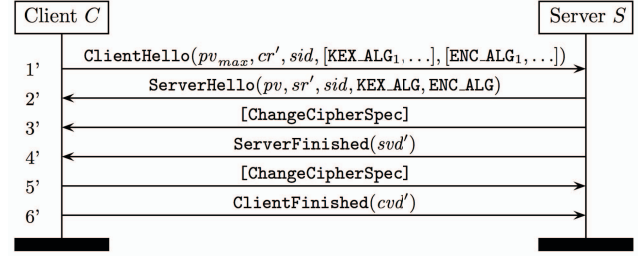 Client C Server S
ClientHello(pv_max, cr′, sid, [KEX_ALG₁, ...], [ENC_ALG₁, ...])
1'
ServerHello(pv, sr′, sid, KEX_ALG, ENC_ALG)
2'
[ChangeCipherSpec]
3'
ServerFinished(svd′)
4'
[ChangeCipherSpec]
5'
ClientFinished(cvd′)
6'